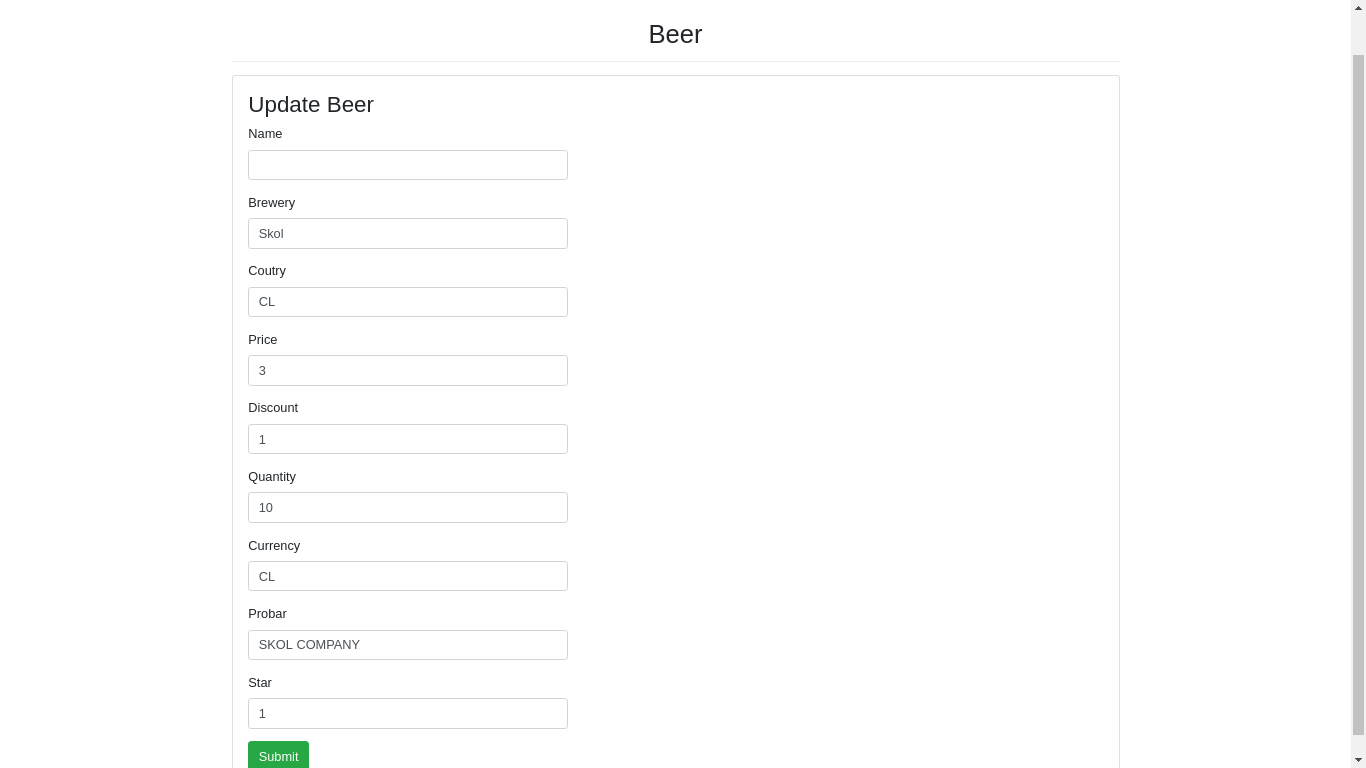 Beer
Update Beer
Name
Brewery
Skol
Coutry
CL
Price
3
Discount
1
Quantity
10
Currency
CL
Probar
SKOL COMPANY
Star
1
Submit